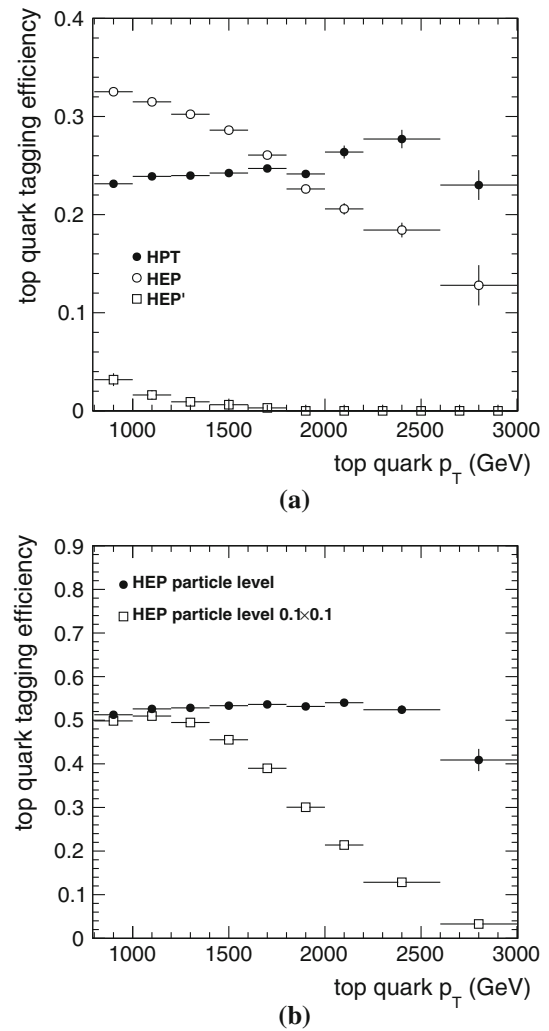 top quark tagging efficiency
0.4
0.3
0.2
0.1
0
HPT
HEP
HEP'
1000 1500 2000 2500 3000
top quark p_T (GeV)
(a)
top quark tagging efficiency
0.9
0.8
0.7
0.6
0.5
0.4
0.3
0.2
0.1
0
HEP particle level
HEP particle level 0.1×0.1
1000 1500 2000 2500 3000
top quark p_T (GeV)
(b)